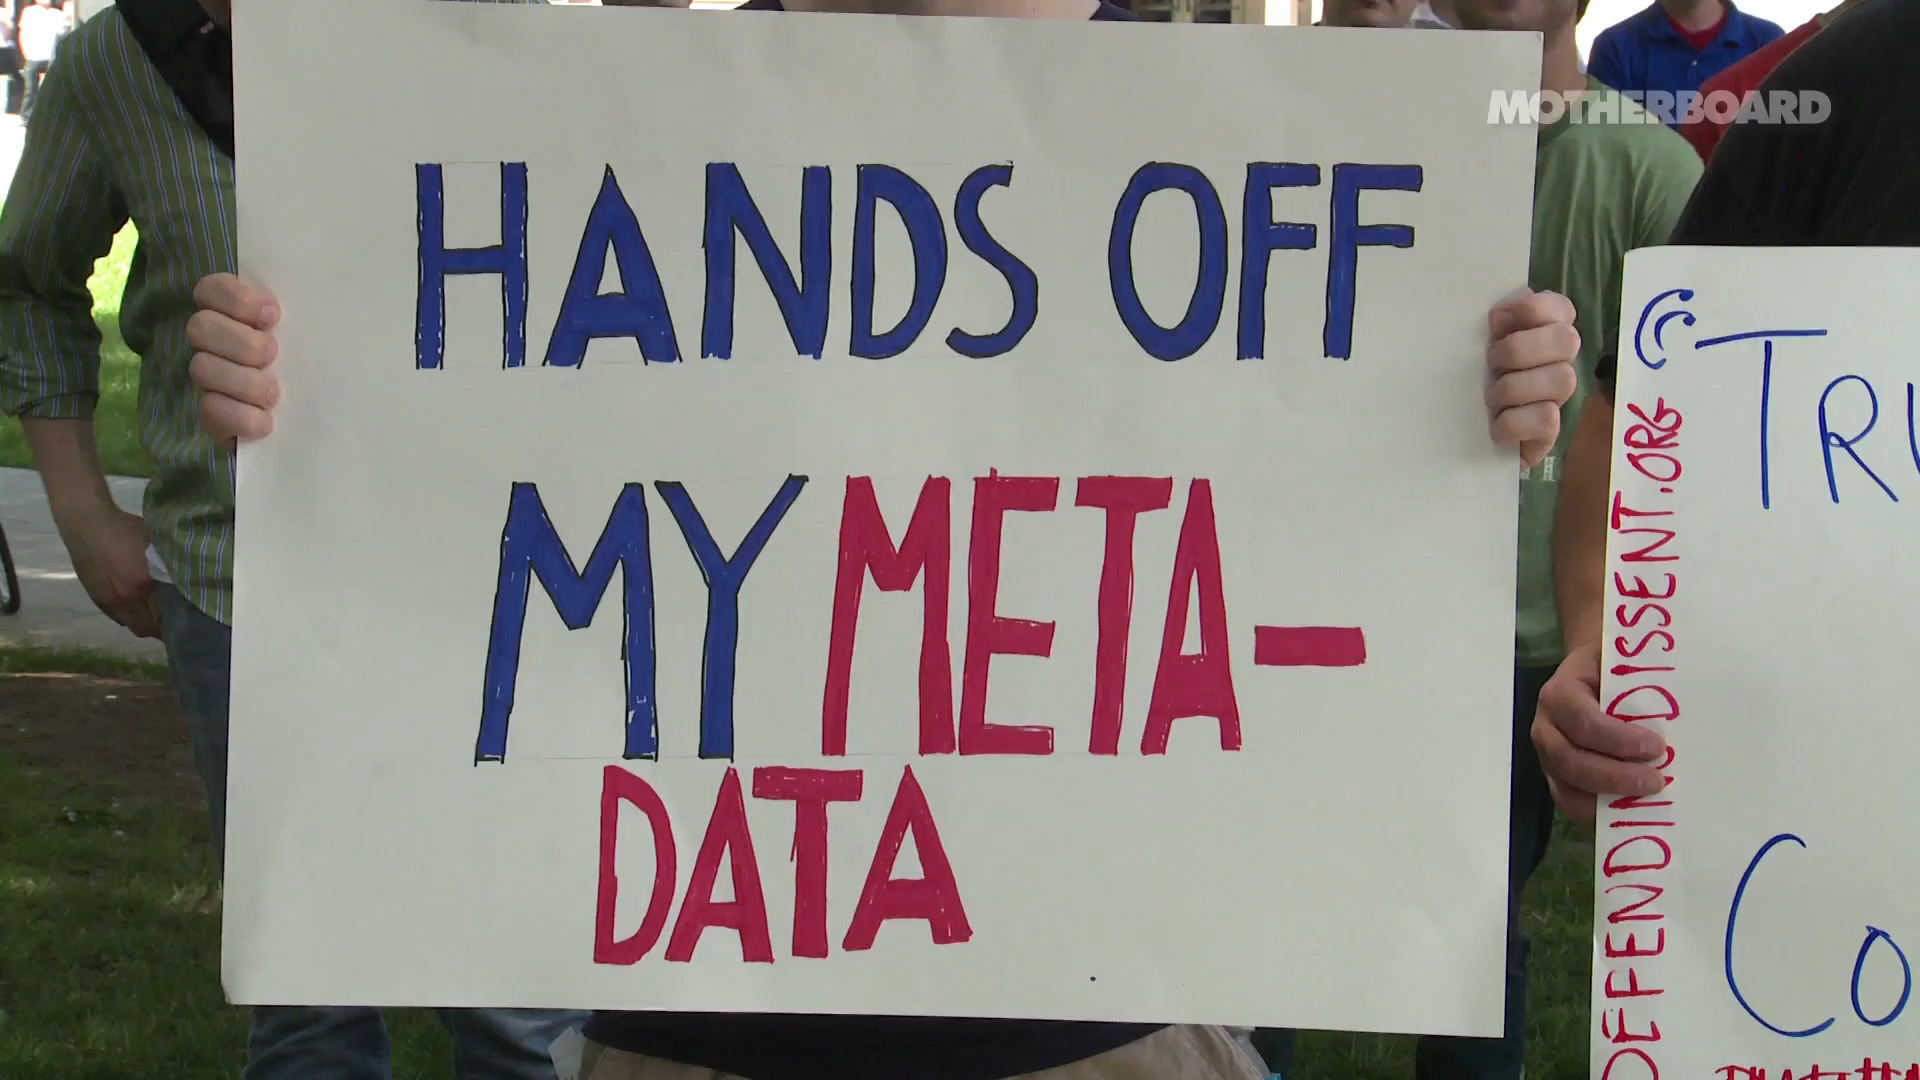 MOTHERBOARD
HANDS OFF
MY META-
DATA
DEFENDINGDISSENT.ORG